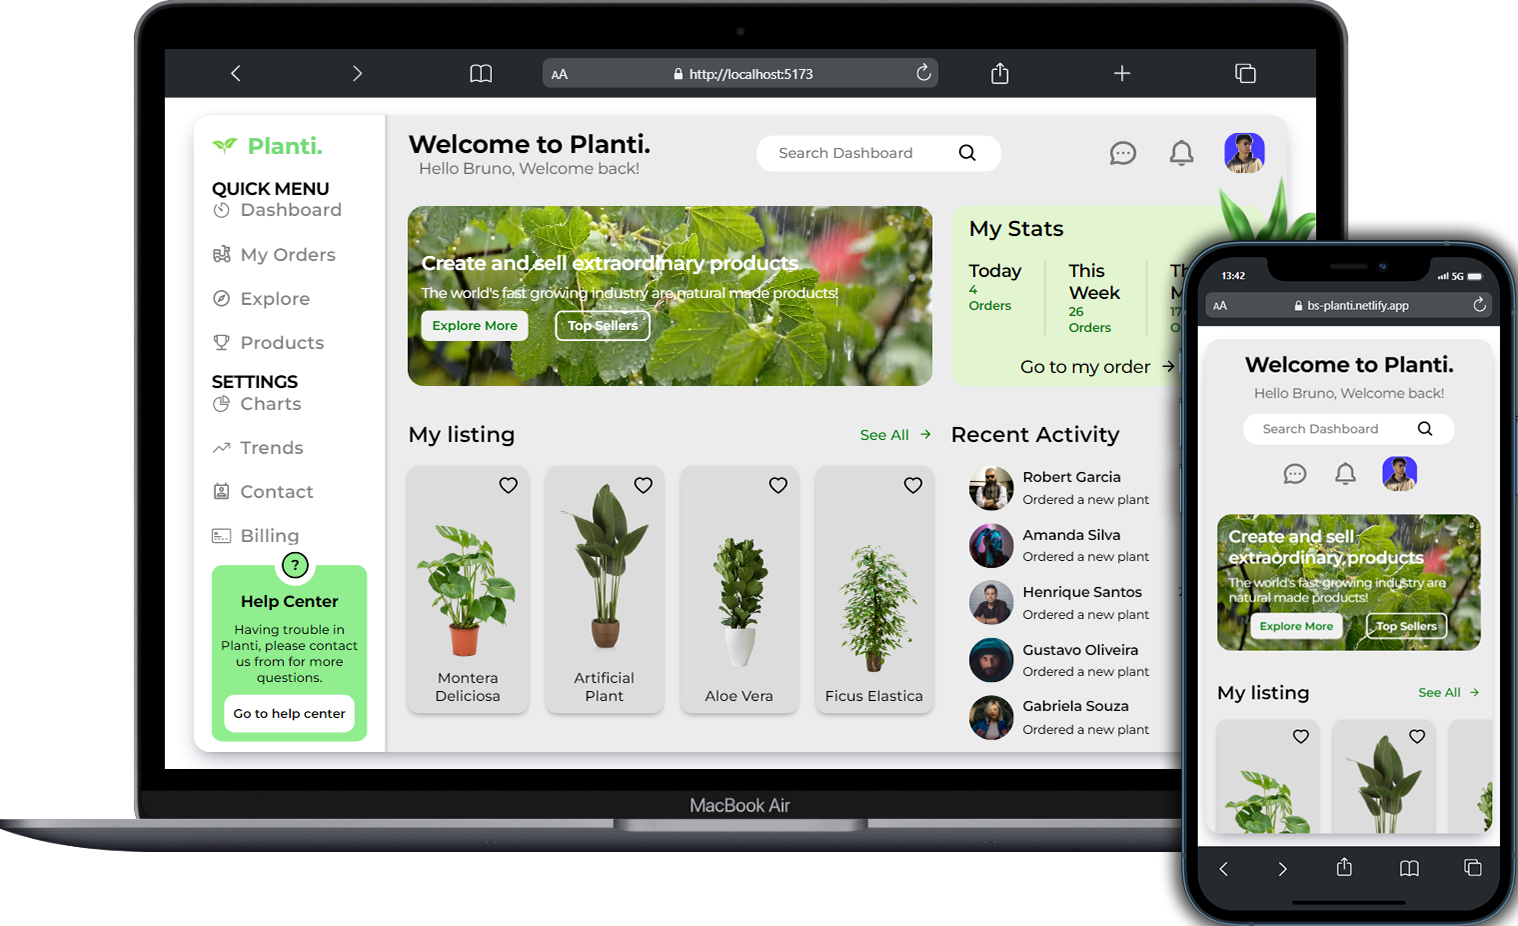 AA
http://localhost:5173
Planti.
QUICK MENU
Dashboard
My Orders
Explore
Products
SETTINGS
Charts
Trends
Contact
Billing
?
Help Center
Having trouble in
Planti, please contact
us from for more
questions.
Go to help center
Welcome to Planti.
Hello Bruno, Welcome back!
Search Dashboard
Create and sell extraordinary products
The world's fast growing industry are natural made products!
Explore More
Top Sellers
My Stats
Today
4
Orders
This
Week
26
Orders
Go to my order
My listing
See All
Montera
Deliciosa
Artificial
Plant
Aloe Vera
Ficus Elastica
Recent Activity
Robert Garcia
Ordered a new plant
Amanda Silva
Ordered a new plant
Henrique Santos
Ordered a new plant
Gustavo Oliveira
Ordered a new plant
Gabriela Souza
Ordered a new plant
MacBook Air
13:42
5G
AA
bs-planti.netlify.app
Welcome to Planti.
Hello Bruno, Welcome back!
Search Dashboard
Create and sell
extraordinary products
The world's fast growing industry are
natural made products!
Explore More
Top Sellers
My listing
See All